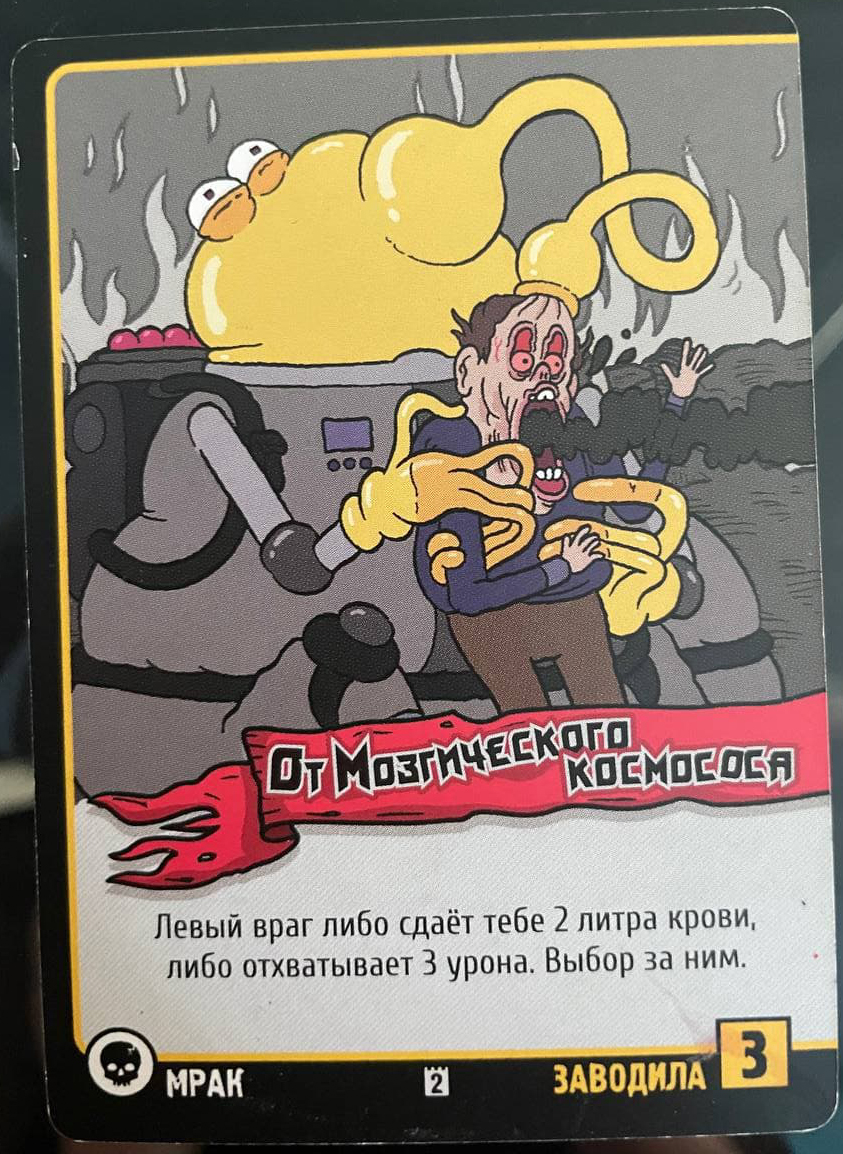 От Мозгического
космососа
Левый враг либо сдаёт тебе 2 литра крови,
либо отхватывает 3 урона. Выбор за ним.
МРАК
2
ЗАВОДИЛА
3